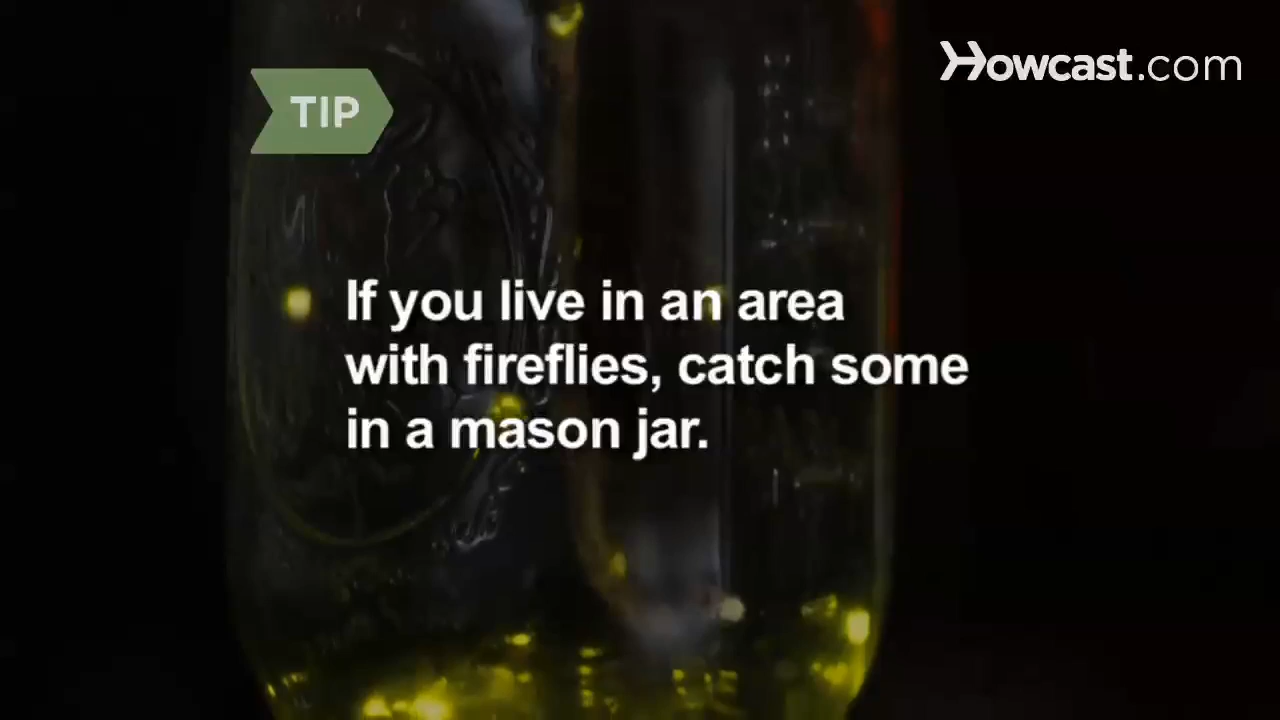 Howcast.com
TIP
If you live in an area
with fireflies, catch some
in a mason jar.